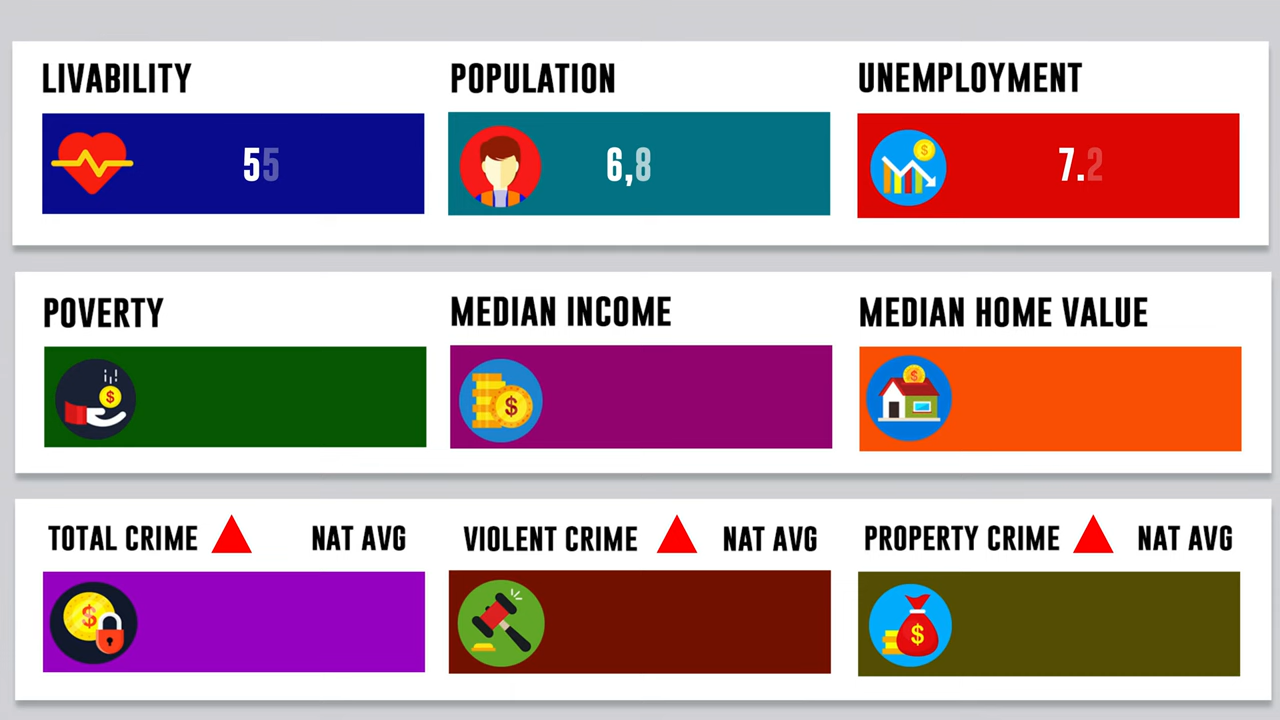 LIVABILITY
POPULATION
UNEMPLOYMENT
55
6,8
7.2
POVERTY
MEDIAN INCOME
MEDIAN HOME VALUE
TOTAL CRIME
NAT AVG
VIOLENT CRIME
NAT AVG
PROPERTY CRIME
NAT AVG